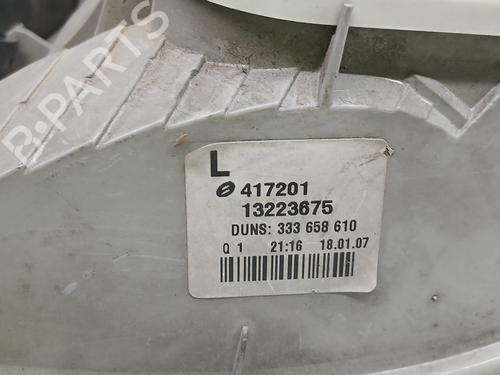 B-PARTS
L
417201
13223675
DUNS: 333 658 610
Q 1 21:16 18.01.07